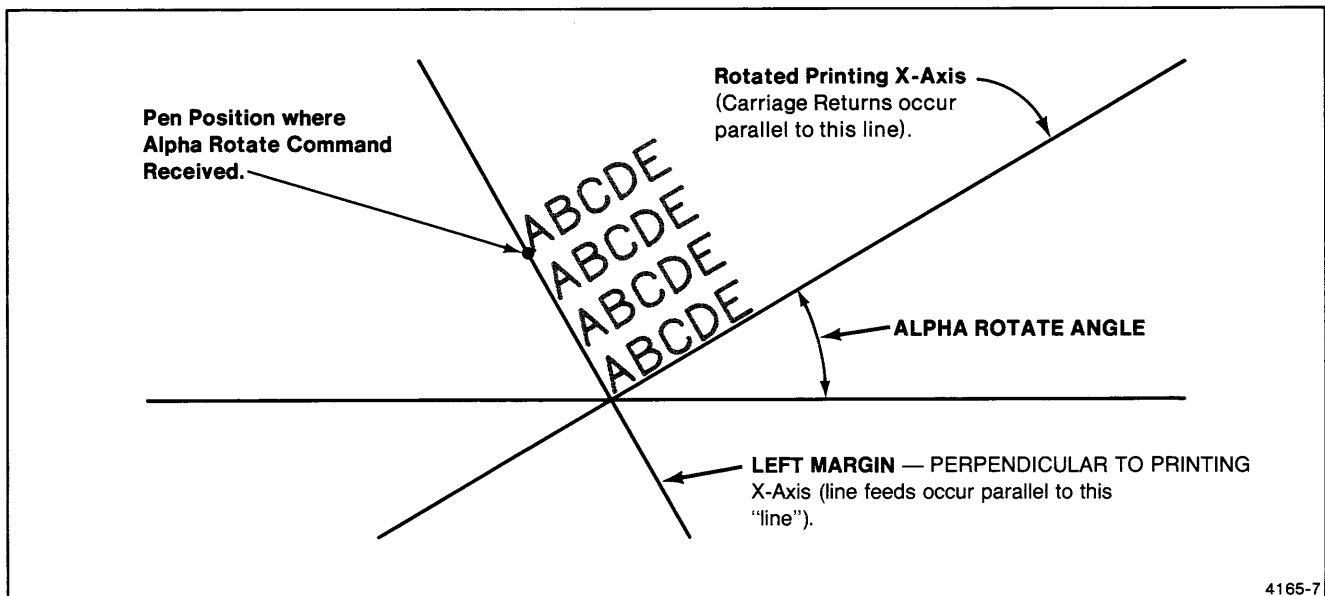 Pen Position where
Alpha Rotate Command
Received.
Rotated Printing X-Axis
(Carriage Returns occur
parallel to this line).
ABCDE
ABCDE
ABCDE
ABCDE
ALPHA ROTATE ANGLE
LEFT MARGIN — PERPENDICULAR TO PRINTING
X-Axis (line feeds occur parallel to this
"line").
4165-7